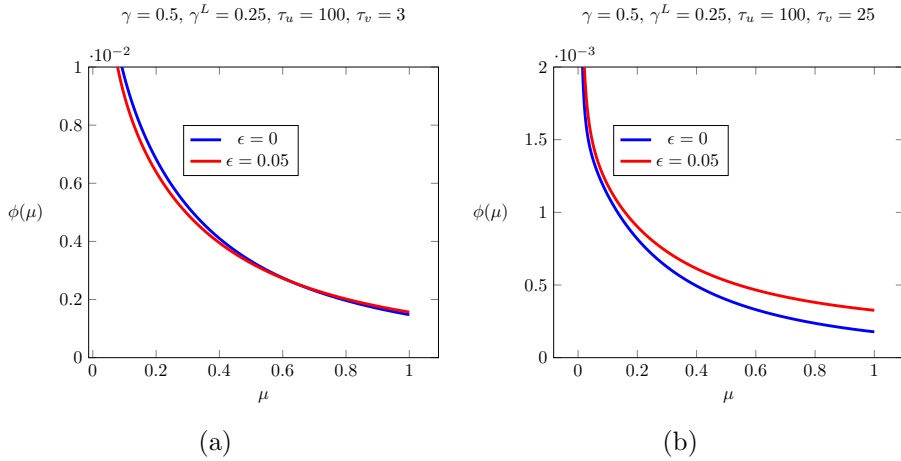 γ = 0.5, γ^L = 0.25, τ_u = 100, τ_v = 3
·10^−2
1
0.8
0.6
0.4
0.2
0
ϕ(μ)
ϵ = 0
ϵ = 0.05
0 0.2 0.4 0.6 0.8 1
μ
(a)
γ = 0.5, γ^L = 0.25, τ_u = 100, τ_v = 25
·10^−3
2
1.5
1
0.5
0
ϕ(μ)
ϵ = 0
ϵ = 0.05
0 0.2 0.4 0.6 0.8 1
μ
(b)